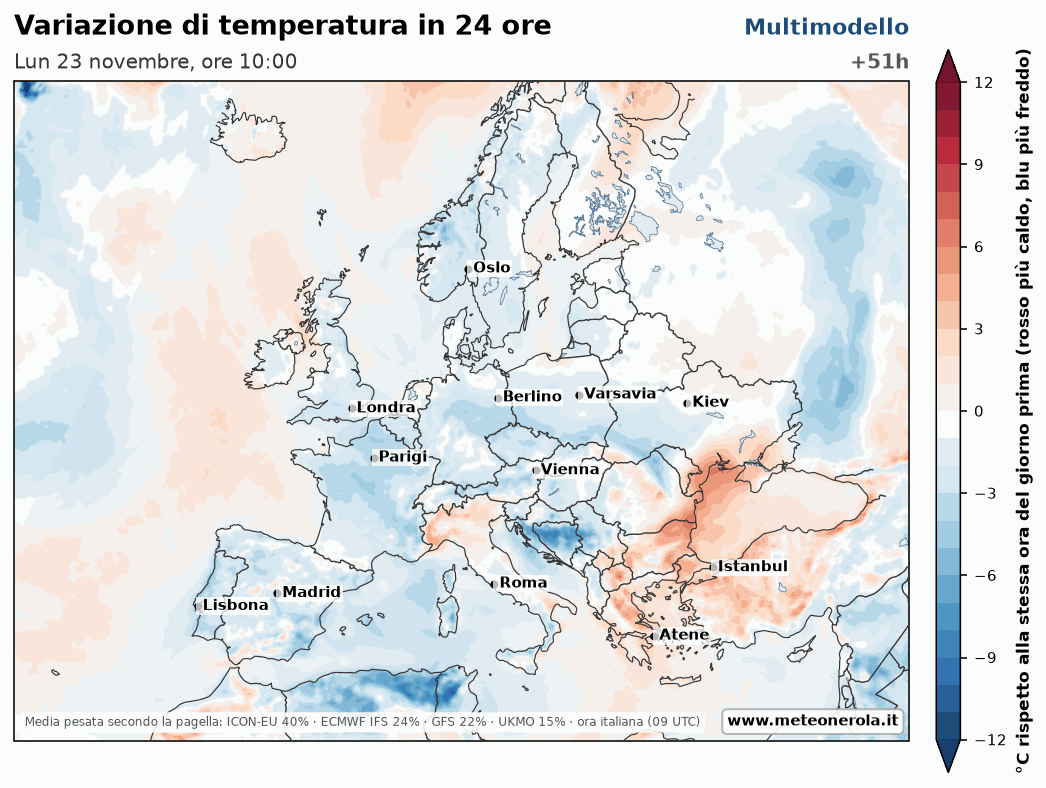 Variazione di temperatura in 24 ore
Multimodello
Lun 23 novembre, ore 10:00
+51h
Oslo
Londra
Berlino
Varsavia
Kiev
Parigi
Vienna
Istanbul
Roma
Madrid
Lisbona
Atene
Media pesata secondo la pagella: ICON-EU 40% · ECMWF IFS 24% · GFS 22% · UKMO 15% · ora italiana (09 UTC)
www.meteonerola.it
12
9
6
3
0
−3
−6
−9
−12
°C rispetto alla stessa ora del giorno prima (rosso più caldo, blu più freddo)